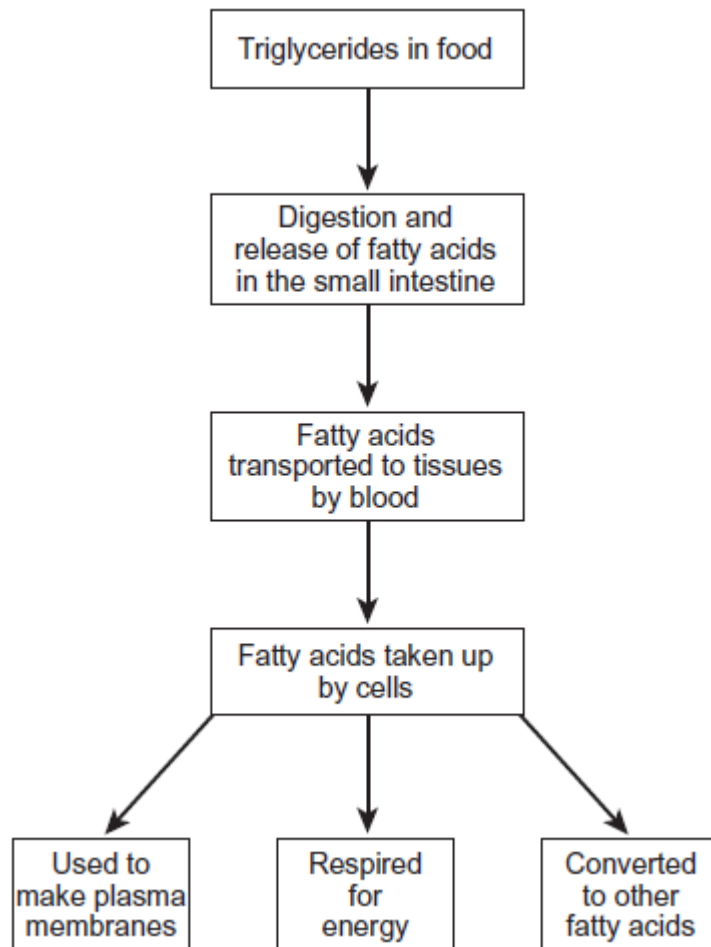 Triglycerides in food
Digestion and
release of fatty acids
in the small intestine
Fatty acids
transported to tissues
by blood
Fatty acids taken up
by cells
Used to
make plasma
membranes
Respired
for
energy
Converted
to other
fatty acids